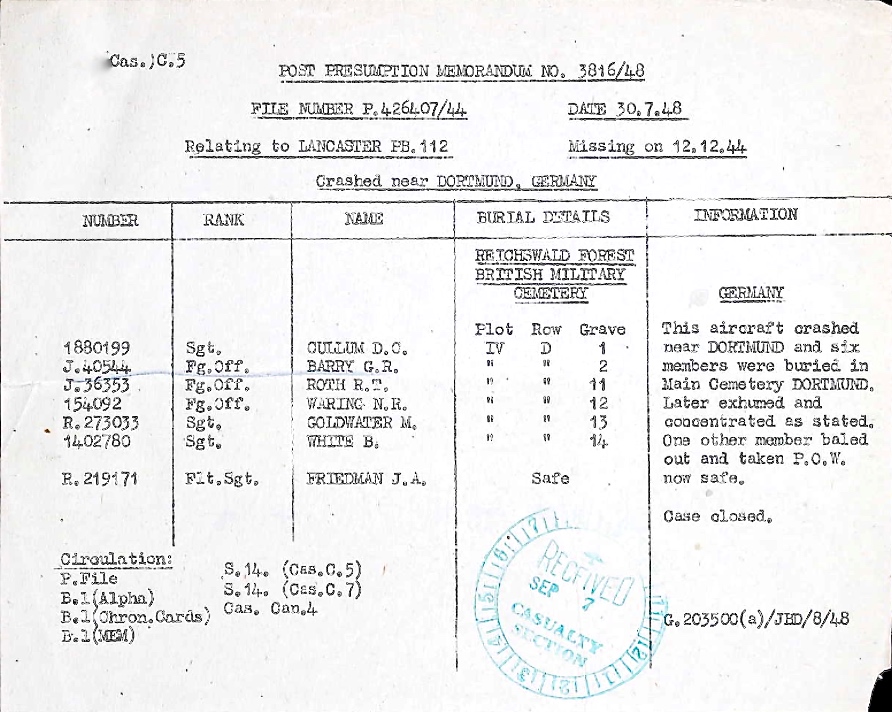 Cas./C.5
POST PRESUMPTION MEMORANDUM NO. 3816/48
FILE NUMBER P.426407/44 DATE 30.7.48
Relating to LANCASTER PB.112 Missing on 12.12.44
Crashed near DORTMUND, GERMANY
NUMBER RANK NAME BURIAL DETAILS INFORMATION
REICHSWALD FOREST
BRITISH MILITARY
CEMETERY GERMANY
Plot Row Grave This aircraft crashed
1880199 Sgt. CULLUM D.C. IV D 1 near DORTMUND and six
J.40544 Fg.Off. BARRY G.R. " " 2 members were buried in
J.36353 Fg.Off. ROTH R.T. " " 11 Main Cemetery DORTMUND.
154092 Fg.Off. WARING N.R. " " 12 Later exhumed and
R.273033 Sgt. GOLDWATER M. " " 13 concentrated as stated.
1402780 Sgt. WHITE B. " " 14 One other member baled
out and taken P.O.W.
R.219171 Flt.Sgt. FRIEDMAN J.A. Safe now safe.
Case closed.
Circulation:
P.File S.14. (Cas.C.5)
B.1(Alpha) S.14. (Cas.C.7)
B.1(Chron.Cards) Cas. Can.4
B.1(MEM)
RECEIVED
SEP 7
CASUALTY
SECTION
G.203500(a)/JHD/8/48